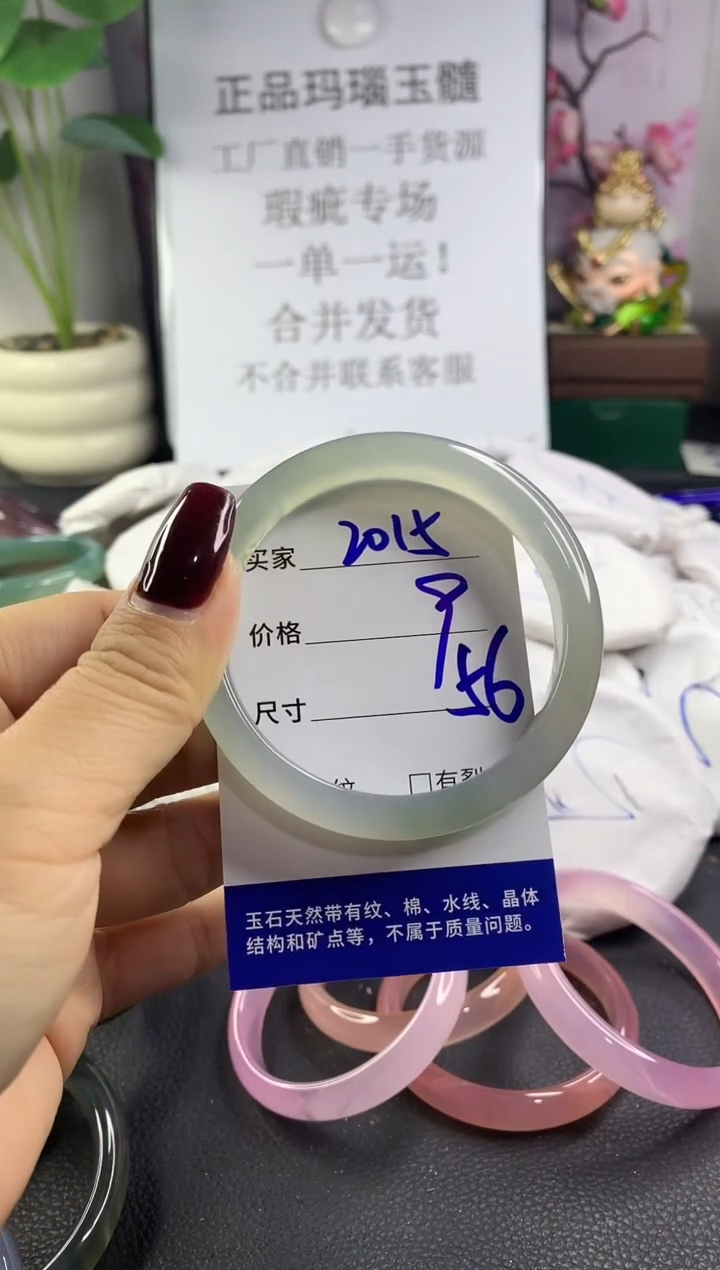 正品玛瑙玉髓
工厂直销一手货源
瑕疵专场
一单一运！
合并发货
不合并联系客服
买家 2015
价格 9
尺寸 56
纹 □有裂
玉石天然带有纹、棉、水线、晶体
结构和矿点等，不属于质量问题。